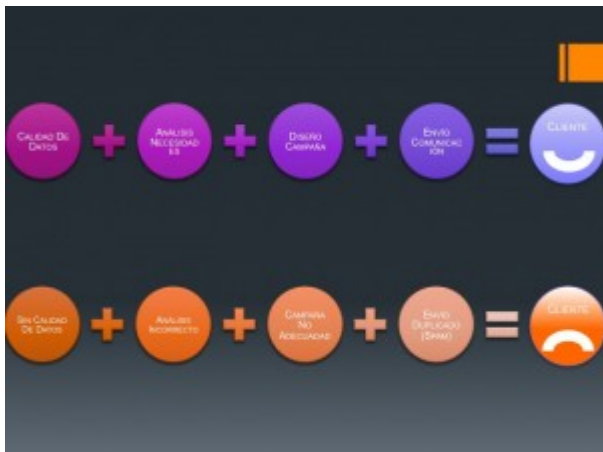 CALIDAD DE
DATOS
ANÁLISIS
NECESIDAD
ES
DISEÑO
CAMPAÑA
ENVÍO
COMUNICAC
IÓN
CLIENTE
SIN CALIDAD
DE DATOS
ANÁLISIS
INCORRECTO
CAMPAÑA
NO
ADECUADAD
ENVÍO
DUPLICADO
(SPAM)
CLIENTE